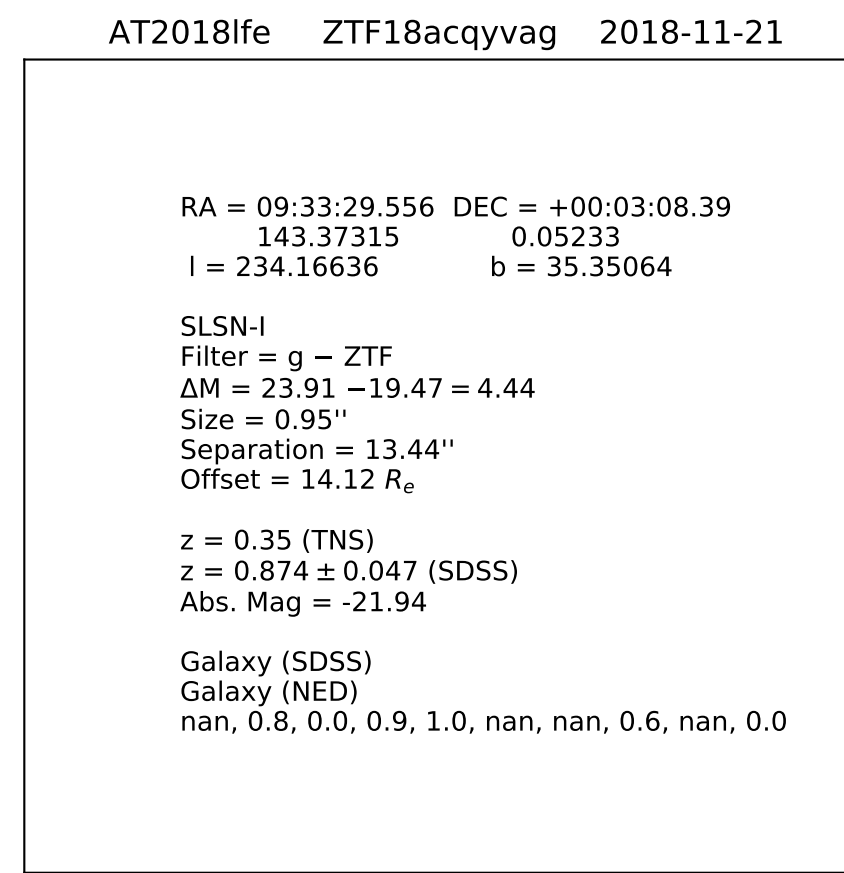 AT2018lfe ZTF18acqyvag 2018-11-21
RA = 09:33:29.556 DEC = +00:03:08.39
143.37315 0.05233
l = 234.16636 b = 35.35064
SLSN-I
Filter = g − ZTF
ΔM = 23.91 −19.47 = 4.44
Size = 0.95''
Separation = 13.44''
Offset = 14.12 Re
z = 0.35 (TNS)
z = 0.874 ± 0.047 (SDSS)
Abs. Mag = -21.94
Galaxy (SDSS)
Galaxy (NED)
nan, 0.8, 0.0, 0.9, 1.0, nan, nan, 0.6, nan, 0.0